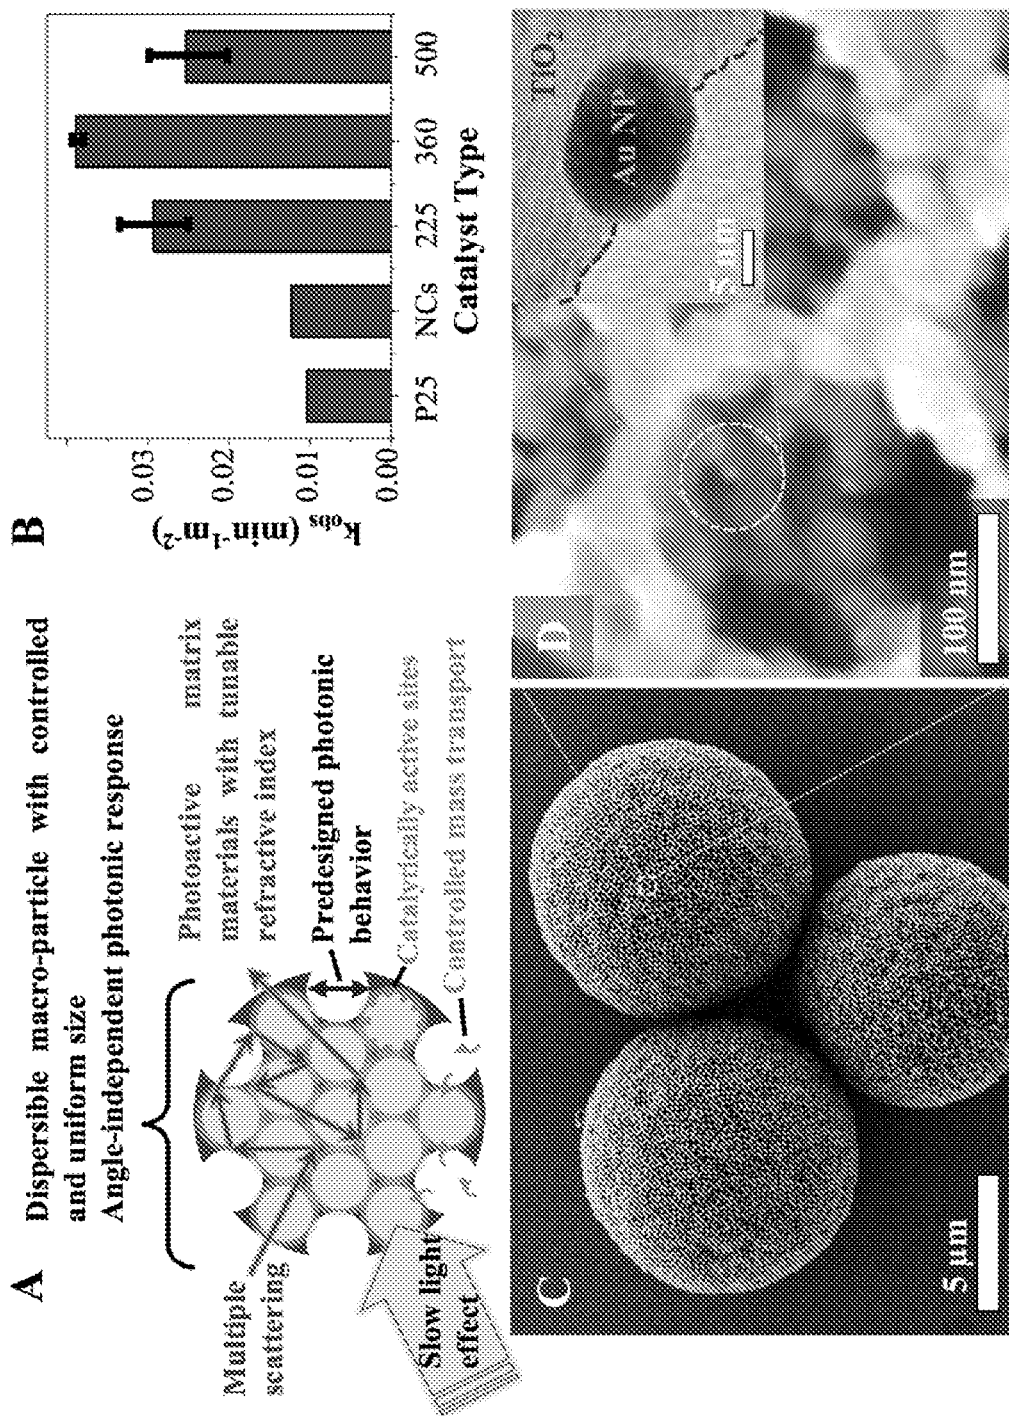 A
Dispersible macro-particle with controlled
and uniform size
Angle-independent photonic response
Multiple
scattering
Slow light
effect
Photoactive matrix
materials with tunable
refractive index
Predesigned photonic
behavior
Catalytically active sites
Controlled mass transport
B
k_obs (min⁻¹m⁻²)
0.03
0.02
0.01
0.00
P25 NCs 225 360 500
Catalyst Type
C
5 μm
D
100 nm
TiO₂
Au NP
5 nm